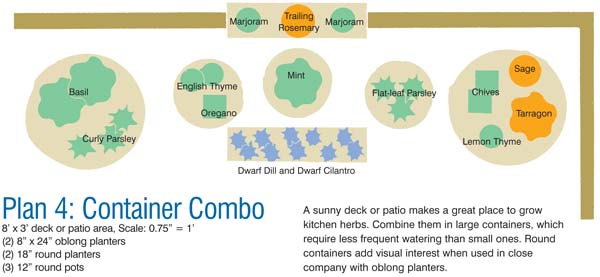 Marjoram
Trailing
Rosemary
Marjoram
Basil
Curly Parsley
English Thyme
Oregano
Mint
Flat-leaf Parsley
Chives
Sage
Tarragon
Lemon Thyme
Dwarf Dill and Dwarf Cilantro
Plan 4: Container Combo
8' x 3' deck or patio area, Scale: 0.75" = 1'
(2) 8" x 24" oblong planters
(2) 18" round planters
(3) 12" round pots
A sunny deck or patio makes a great place to grow
kitchen herbs. Combine them in large containers, which
require less frequent watering than small ones. Round
containers add visual interest when used in close
company with oblong planters.